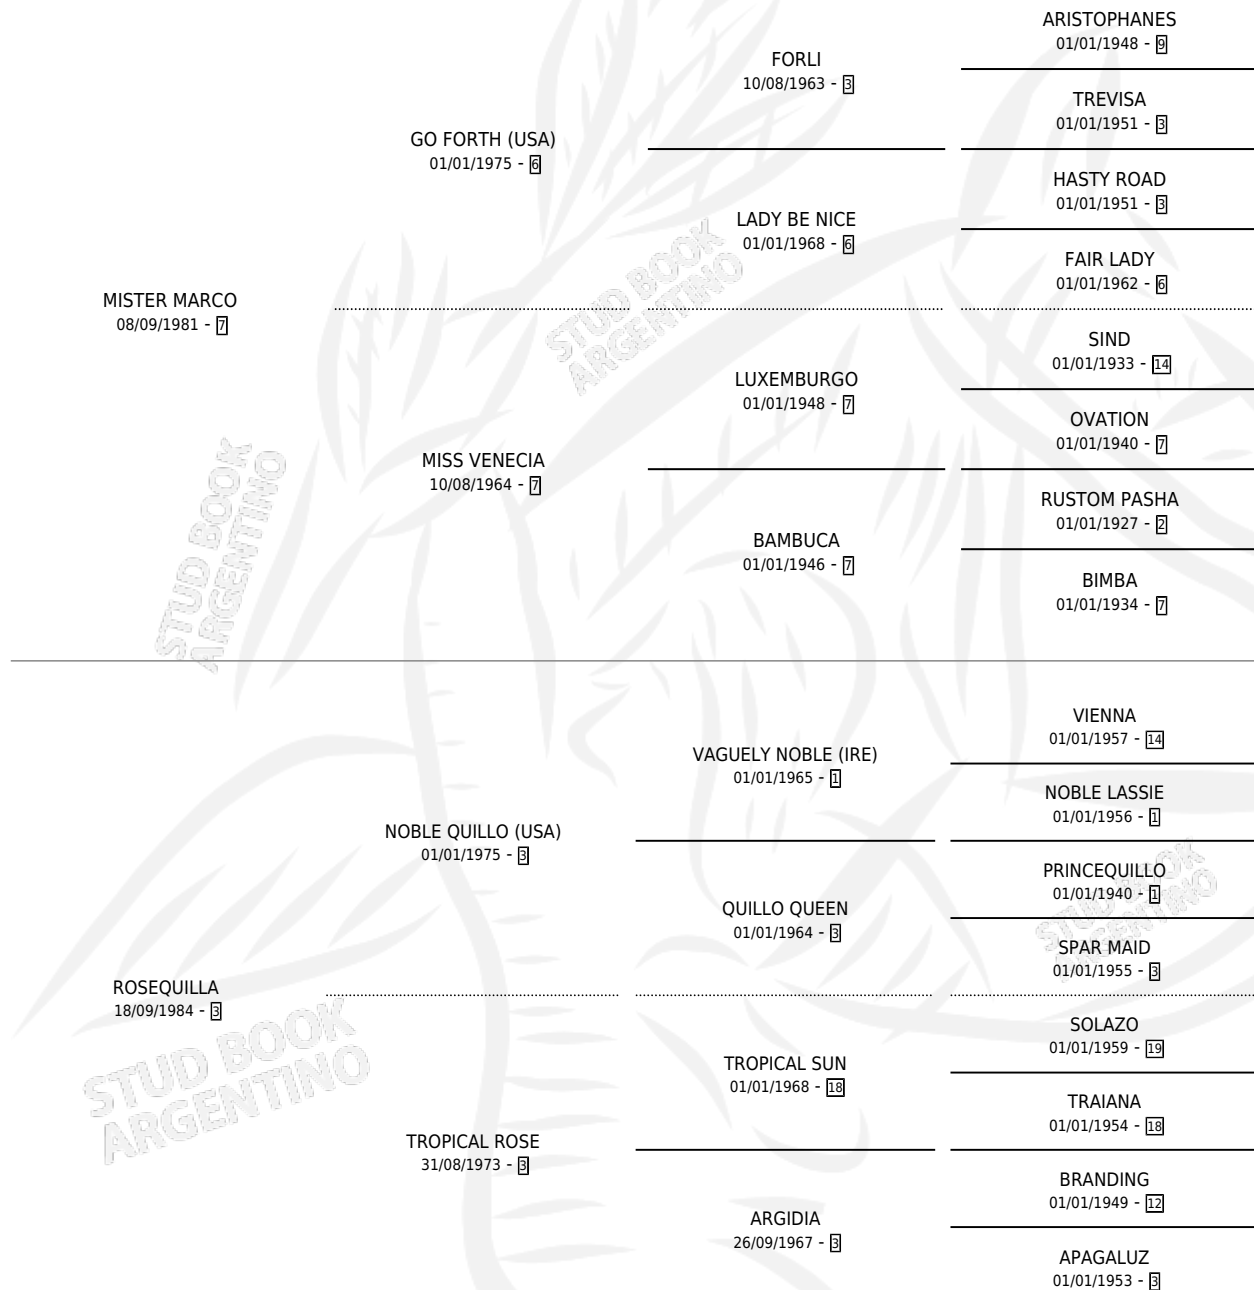 ARISTOPHANES
01/01/1948 - 9
FORLI
10/08/1963 - 3
TREVISA
01/01/1951 - 3
GO FORTH (USA)
01/01/1975 - 6
HASTY ROAD
01/01/1951 - 3
LADY BE NICE
01/01/1968 - 6
FAIR LADY
01/01/1962 - 6
MISTER MARCO
08/09/1981 - 7
SIND
01/01/1933 - 14
LUXEMBURGO
01/01/1948 - 7
OVATION
01/01/1940 - 7
MISS VENECIA
10/08/1964 - 7
RUSTOM PASHA
01/01/1927 - 2
BAMBUCA
01/01/1946 - 7
BIMBA
01/01/1934 - 7
VIENNA
01/01/1957 - 14
VAGUELY NOBLE (IRE)
01/01/1965 - 1
NOBLE LASSIE
01/01/1956 - 1
NOBLE QUILLO (USA)
01/01/1975 - 3
PRINCEQUILLO
01/01/1940 - 1
QUILLO QUEEN
01/01/1964 - 3
SPAR MAID
01/01/1955 - 3
ROSEQUILLA
18/09/1984 - 3
SOLAZO
01/01/1959 - 19
TROPICAL SUN
01/01/1968 - 18
TRAIANA
01/01/1954 - 18
TROPICAL ROSE
31/08/1973 - 3
BRANDING
01/01/1949 - 12
ARGIDIA
26/09/1967 - 3
APAGALUZ
01/01/1953 - 3
STUD BOOK
ARGENTINO
STUD BOOK
ARGENTINO
STUD BOOK
ARGENTINO
STUD BOOK
ARGENTINO